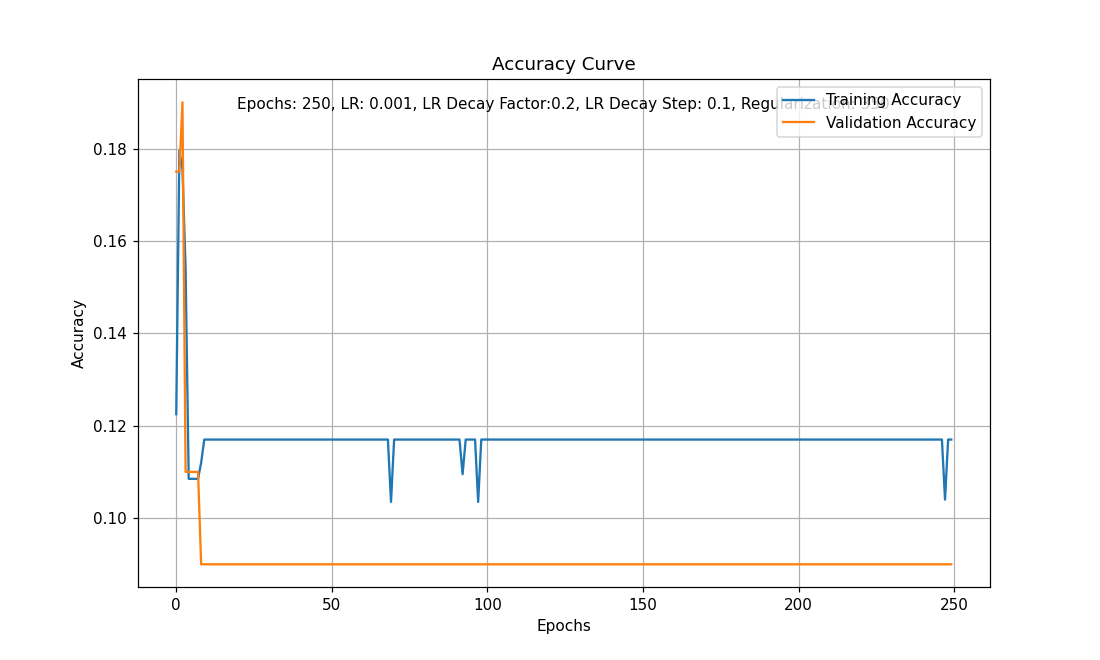 Accuracy Curve
Epochs: 250, LR: 0.001, LR Decay Factor:0.2, LR Decay Step: 0.1, Regularization:
Training Accuracy
Validation Accuracy
Accuracy
0.18
0.16
0.14
0.12
0.10
0
50
100
150
200
250
Epochs